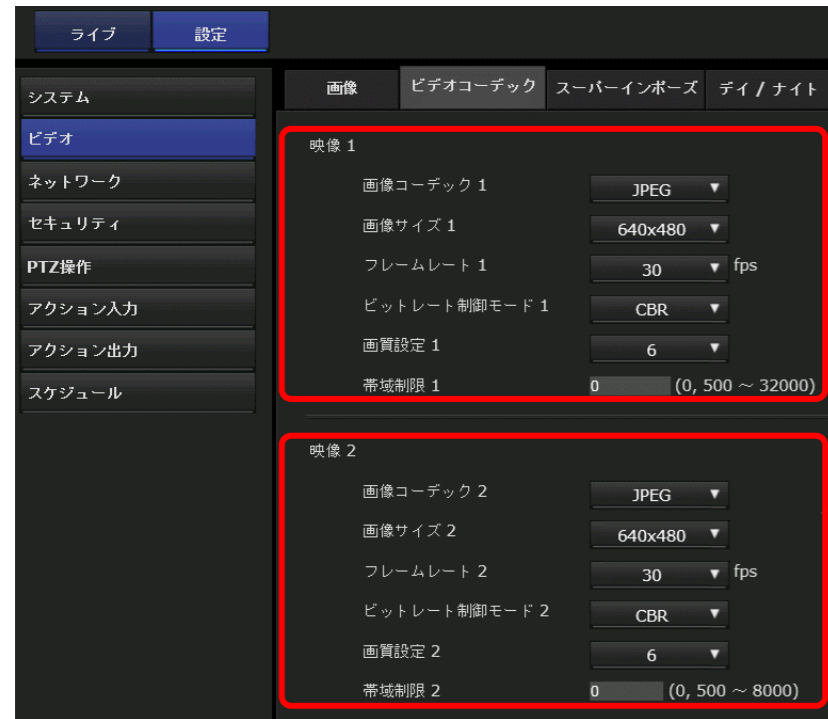 ライブ 設定
システム
ビデオ
ネットワーク
セキュリティ
PTZ操作
アクション入力
アクション出力
スケジュール
画像 ビデオコーデック スーパーインポーズ デイ / ナイト
映像 1
画像コーデック 1 JPEG ▼
画像サイズ 1 640x480 ▼
フレームレート 1 30 ▼ fps
ビットレート制御モード 1 CBR ▼
画質設定 1 6 ▼
帯域制限 1 0 (0, 500 ～ 32000)
映像 2
画像コーデック 2 JPEG ▼
画像サイズ 2 640x480 ▼
フレームレート 2 30 ▼ fps
ビットレート制御モード 2 CBR ▼
画質設定 2 6 ▼
帯域制限 2 0 (0, 500 ～ 8000)